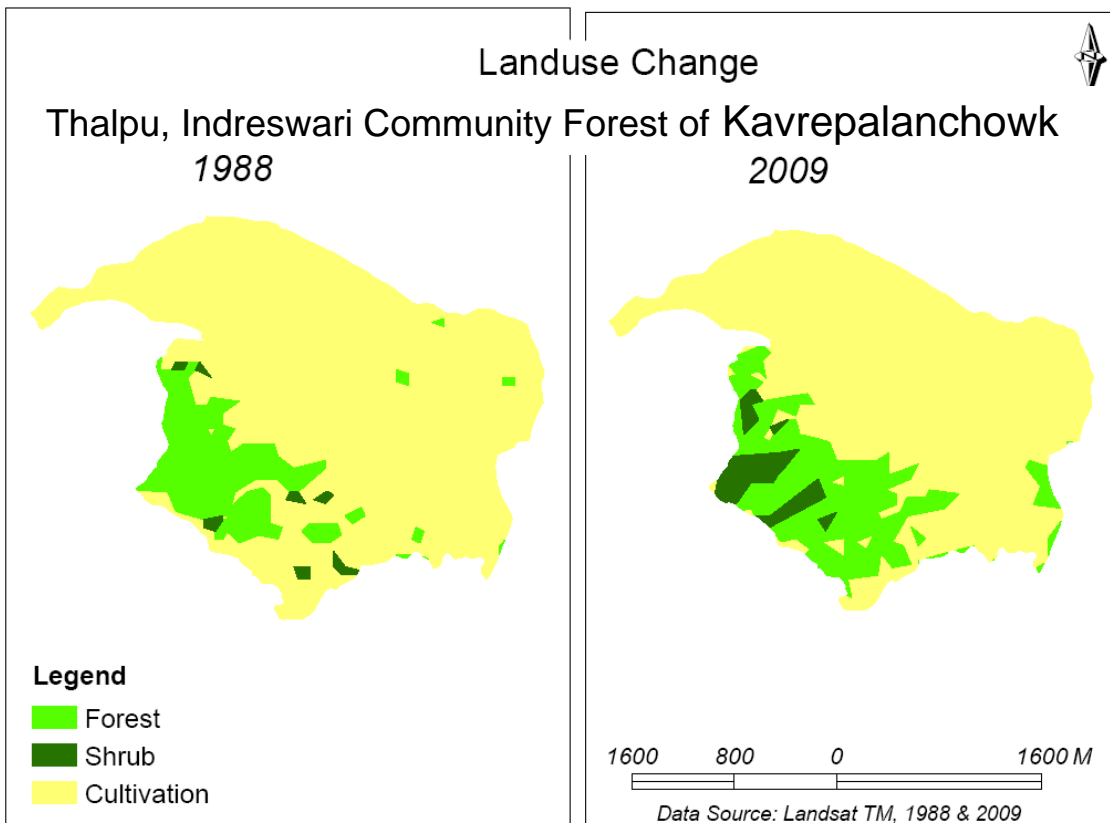 Landuse Change
N
Thalpu, Indreswari Community Forest of Kavrepalanchowk
1988
2009
Legend
Forest
Shrub
Cultivation
1600 800 0 1600 M
Data Source: Landsat TM, 1988 & 2009